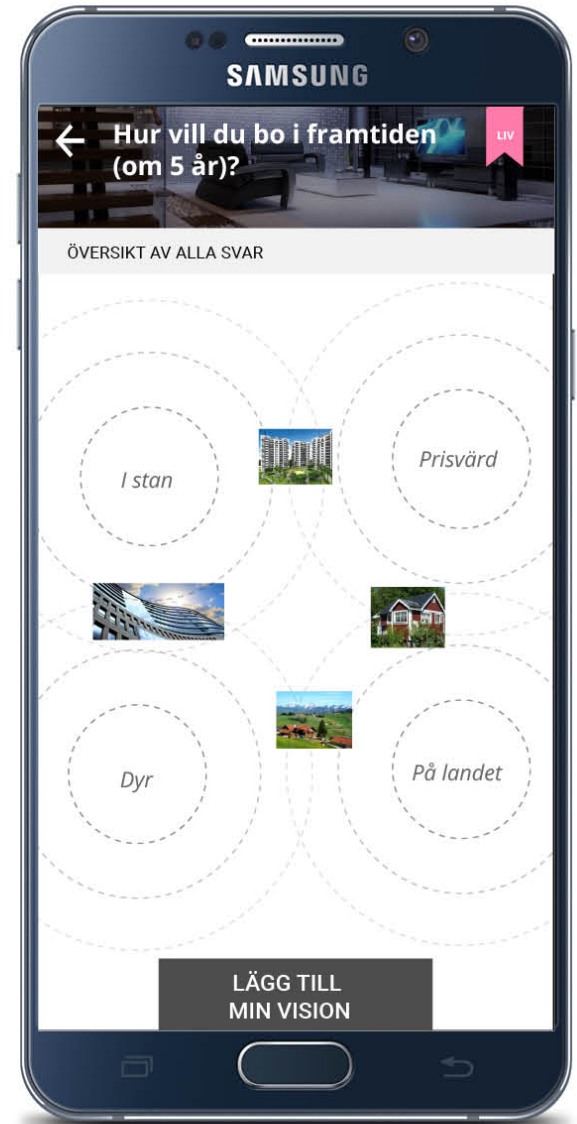 SAMSUNG
Hur vill du bo i framtiden
(om 5 år)?
LIV
ÖVERSIKT AV ALLA SVAR
I stan
Prisvärd
Dyr
På landet
LÄGG TILL
MIN VISION